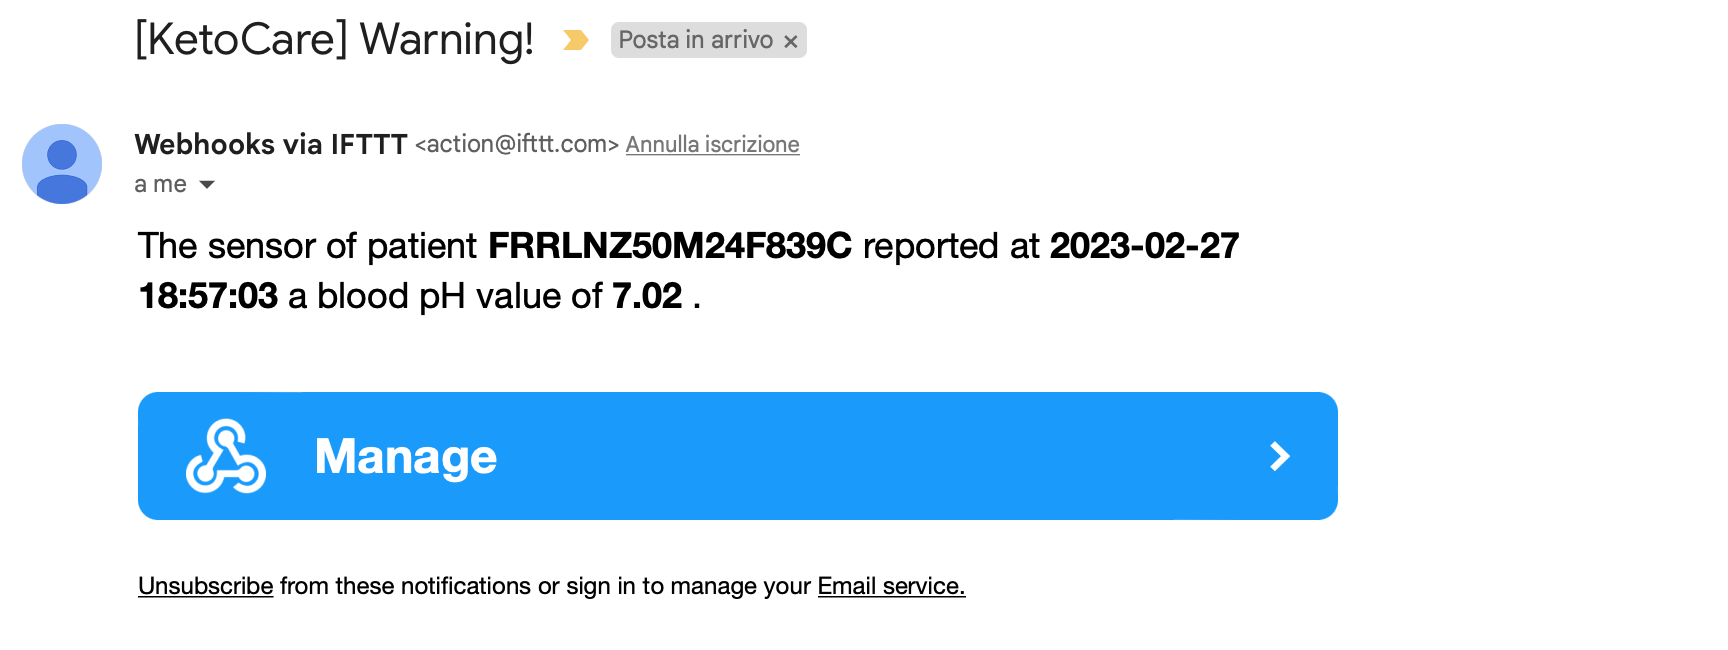 [KetoCare] Warning! Posta in arrivo ×
Webhooks via IFTTT <action@ifttt.com> Annulla iscrizione
a me
The sensor of patient FRRLNZ50M24F839C reported at 2023-02-27
18:57:03 a blood pH value of 7.02 .
Manage
Unsubscribe from these notifications or sign in to manage your Email service.